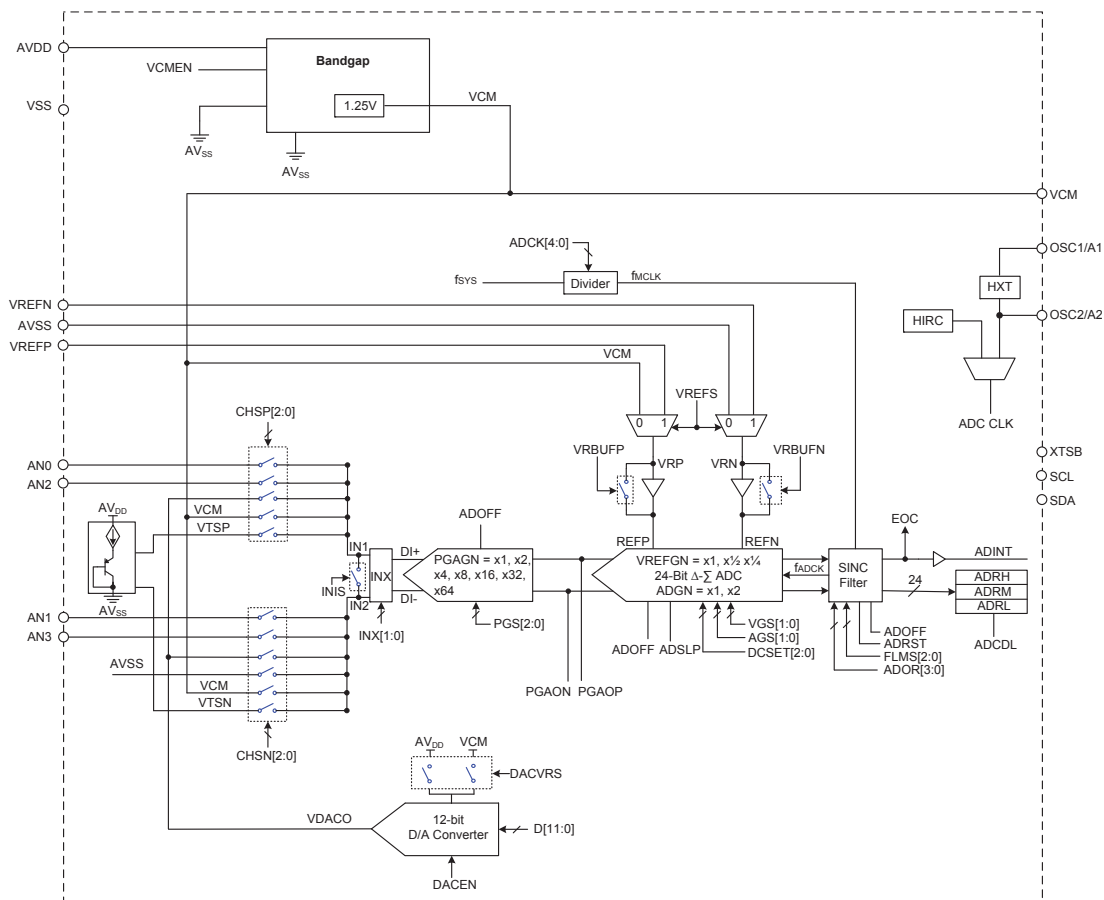 AVDD
VCMEN
VSS
AVSS
AVSS
Bandgap
1.25V
VCM
VCM
ADCK[4:0]
fSYS
Divider
fMCLK
OSC1/A1
HXT
OSC2/A2
HIRC
ADC CLK
XTSB
SCL
SDA
VREFN
AVSS
VREFP
VCM
VREFS
0 1
0 1
VRBUFP
VRP
VRN
VRBUFN
REFP
REFN
CHSP[2:0]
AN0
AN2
VCM
VTSP
AVDD
AVSS
IN1
INIS
IN2
INX
INX[1:0]
DI+
DI-
ADOFF
PGAGN = x1, x2,
x4, x8, x16, x32,
x64
PGS[2:0]
VREFGN = x1, x½ x¼
24-Bit Δ-∑ ADC
ADGN = x1, x2
fADCK
SINC
Filter
EOC
ADINT
24
ADRH
ADRM
ADRL
ADCDL
ADOFF
ADSLP
VGS[1:0]
AGS[1:0]
DCSET[2:0]
ADOFF
ADRST
FLMS[2:0]
ADOR[3:0]
PGAON
PGAOP
AN1
AN3
AVSS
VCM
VTSN
CHSN[2:0]
AVDD
VCM
DACVRS
VDACO
12-bit
D/A Converter
D[11:0]
DACEN